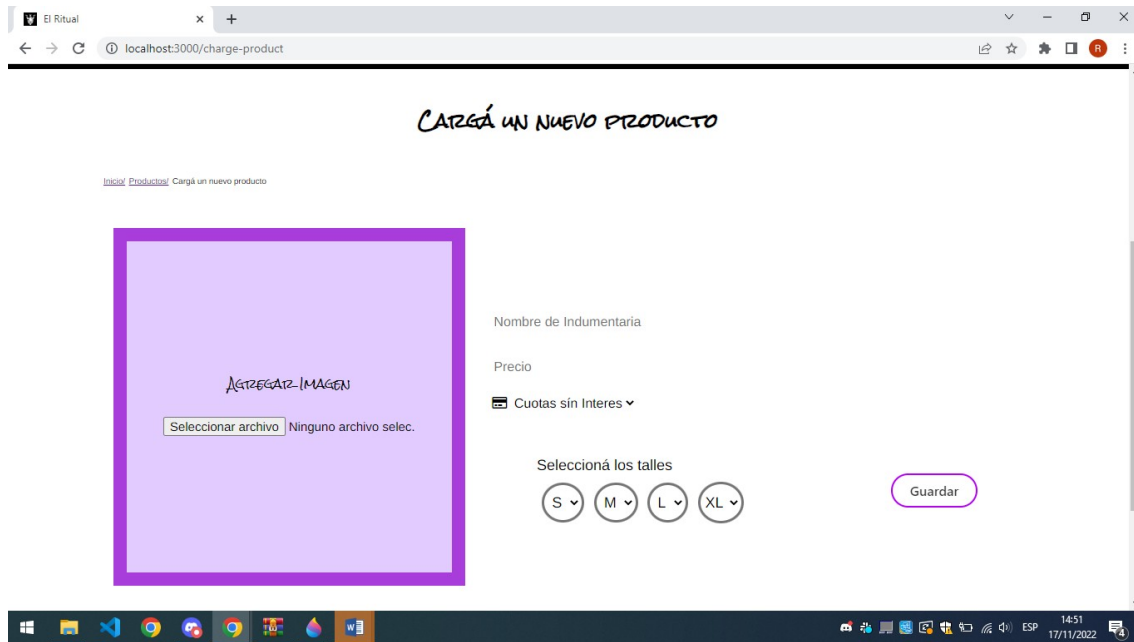 El Ritual
localhost:3000/charge-product
R
Cargá un nuevo producto
Inicio/ Productos/ Cargá un nuevo producto
Nombre de Indumentaria
Precio
Agregar Imagen
Cuotas sín Interes
Seleccionar archivo Ninguno archivo selec.
Seleccioná los talles
S M L XL
Guardar
W
ESP
14:51
17/11/2022
4